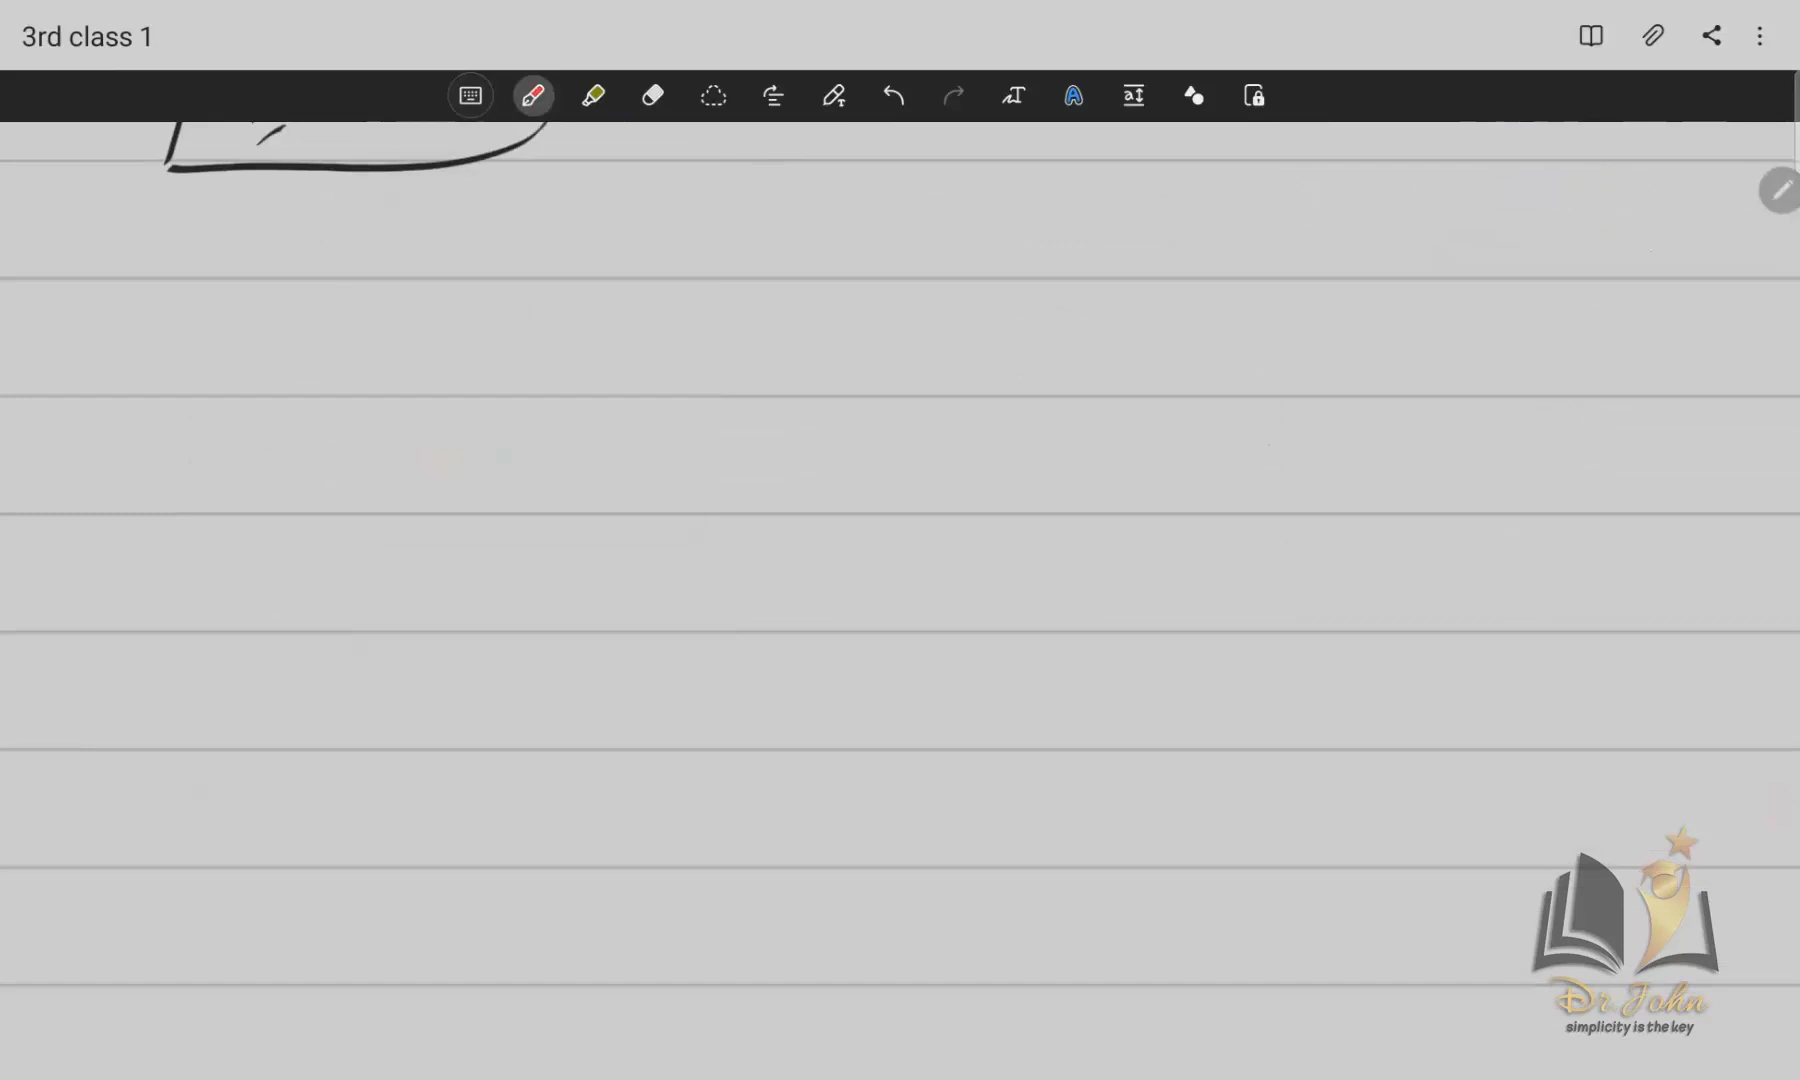 3rd class 1
Dr John
simplicity is the key